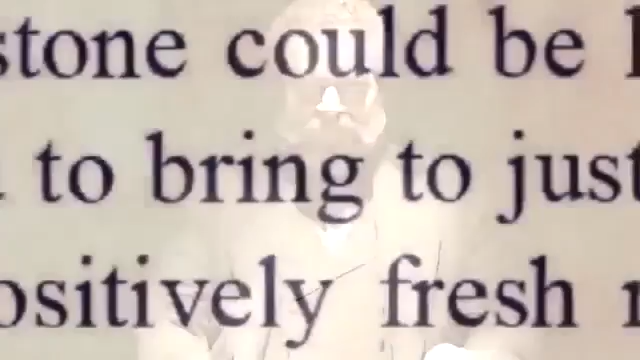 stone could be
to bring to just
ositively fresh